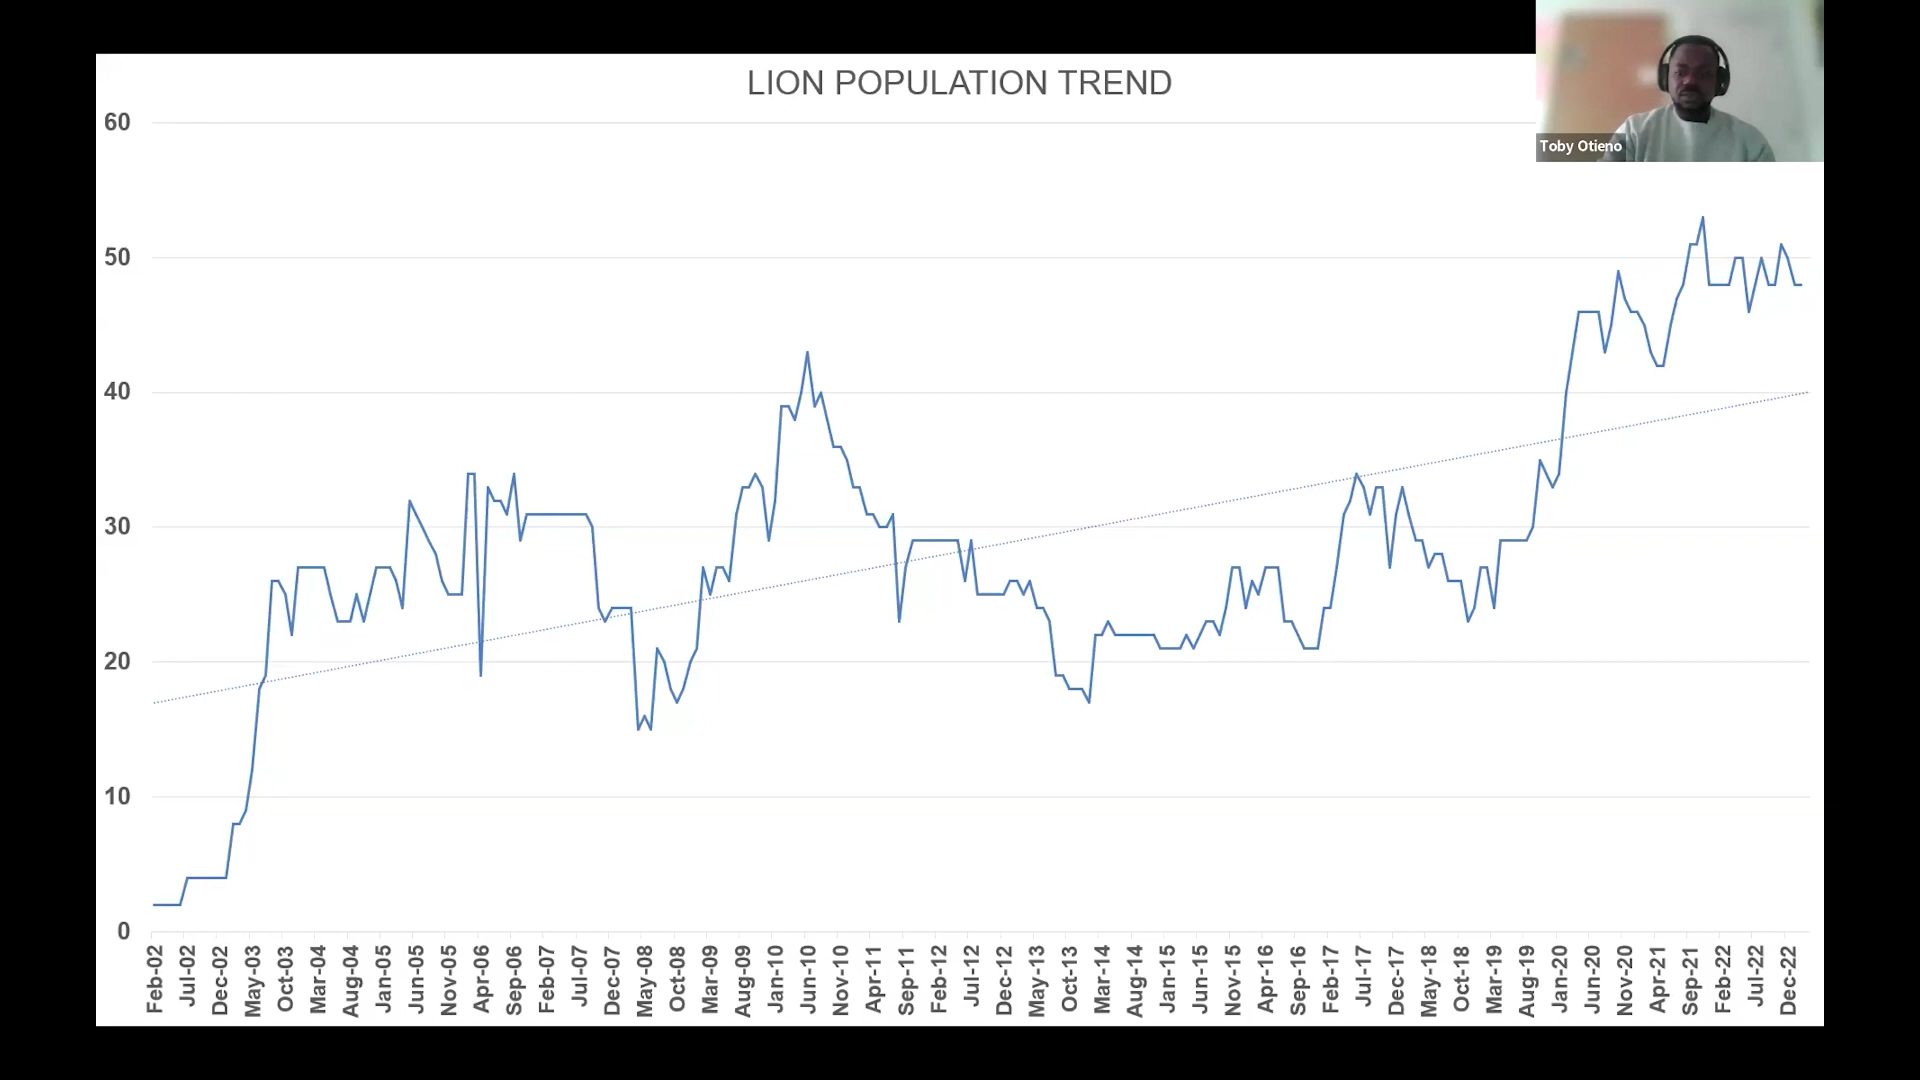 LION POPULATION TREND
Toby Otieno
60
50
40
30
20
10
0
Feb-02
Jul-02
Dec-02
May-03
Oct-03
Mar-04
Aug-04
Jan-05
Jun-05
Nov-05
Apr-06
Sep-06
Feb-07
Jul-07
Dec-07
May-08
Oct-08
Mar-09
Aug-09
Jan-10
Jun-10
Nov-10
Apr-11
Sep-11
Feb-12
Jul-12
Dec-12
May-13
Oct-13
Mar-14
Aug-14
Jan-15
Jun-15
Nov-15
Apr-16
Sep-16
Feb-17
Jul-17
Dec-17
May-18
Oct-18
Mar-19
Aug-19
Jan-20
Jun-20
Nov-20
Apr-21
Sep-21
Feb-22
Jul-22
Dec-22